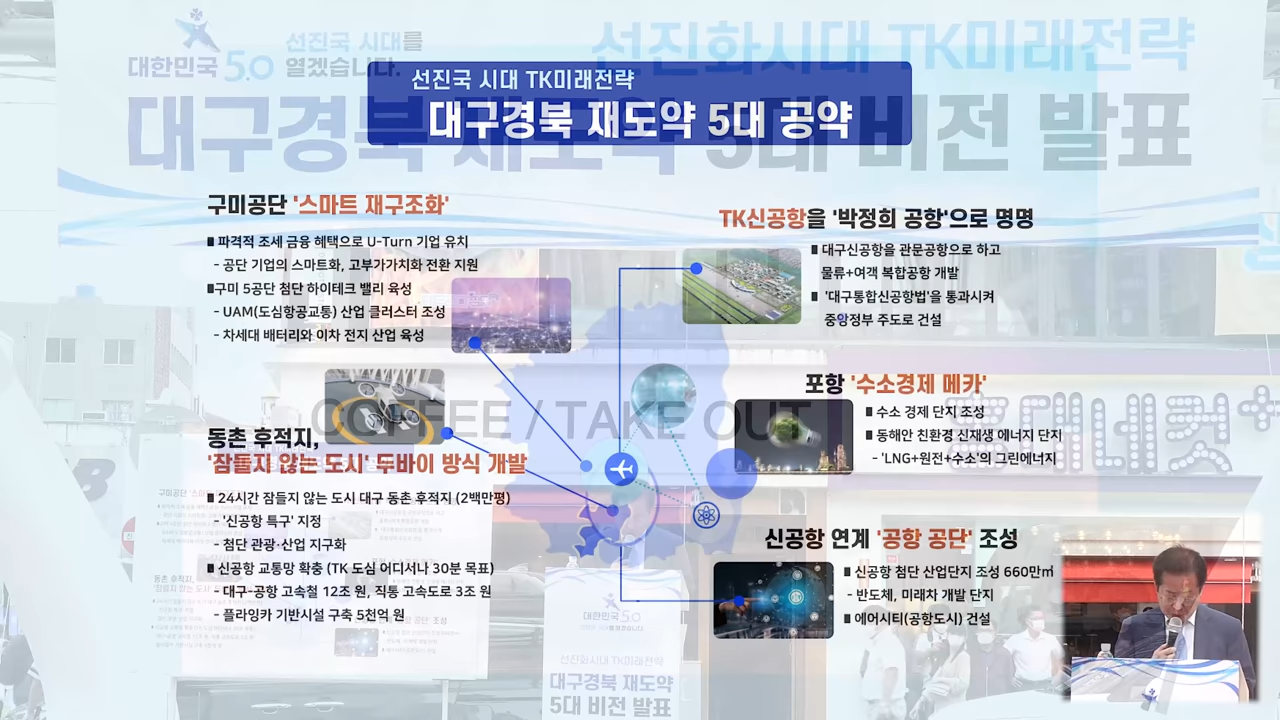 대한민국 5.0
선진국 시대를
열겠습니다.
선진화시대 TK미래전략
대구경북 재도약 5대 비전 발표
선진국 시대 TK미래전략
대구경북 재도약 5대 공약
구미공단 '스마트 재구조화'
파격적 조세 금융 혜택으로 U-Turn 기업 유치
- 공단 기업의 스마트화, 고부가가치화 전환 지원
구미 5공단 첨단 하이테크 밸리 육성
- UAM(도심항공교통) 산업 클러스터 조성
- 차세대 배터리와 이차 전지 산업 육성
동촌 후적지,
'잠들지 않는 도시' 두바이 방식 개발
24시간 잠들지 않는 도시 대구 동촌 후적지 (2백만평)
- '신공항 특구' 지정
- 첨단 관광·산업 지구화
신공항 교통망 확충 (TK 도심 어디서나 30분 목표)
- 대구-공항 고속철 12조 원, 직통 고속도로 3조 원
- 플라잉카 기반시설 구축 5천억 원
TK신공항을 '박정희 공항'으로 명명
대구신공항을 관문공항으로 하고
물류+여객 복합공항 개발
'대구통합신공항법'을 통과시켜
중앙정부 주도로 건설
포항 '수소경제 메카'
수소 경제 단지 조성
동해안 친환경 신재생 에너지 단지
- 'LNG+원전+수소'의 그린에너지
신공항 연계 '공항 공단' 조성
신공항 첨단 산업단지 조성 660만㎡
- 반도체, 미래차 개발 단지
에어시티(공항도시) 건설
COFFEE / TAKE OUT
대한민국 5.0
선진화시대 TK미래전략
대구경북 재도약
5대 비전 발표